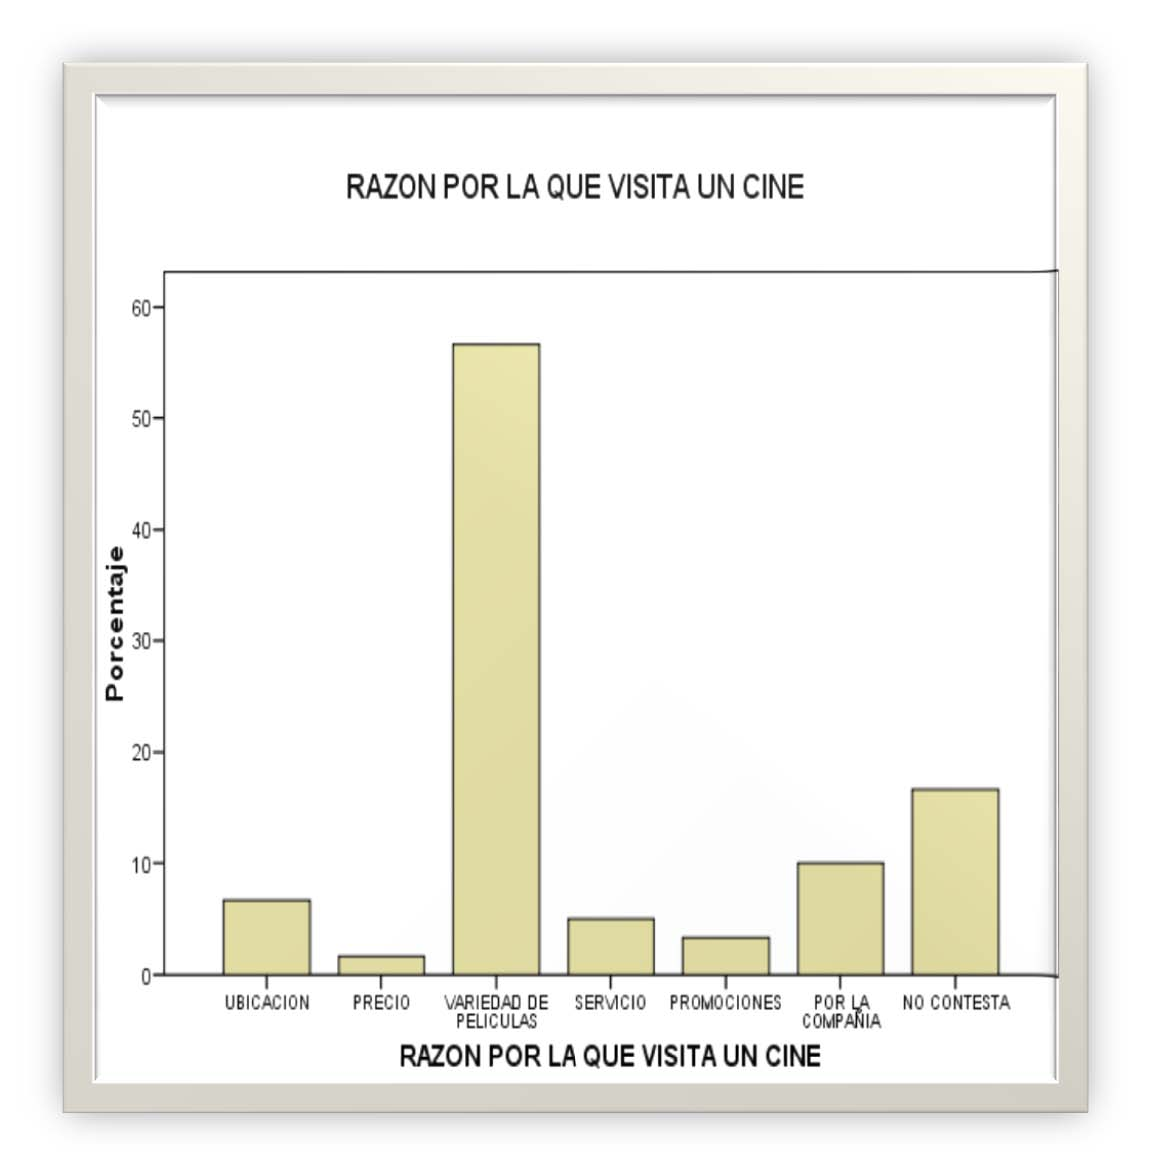 RAZON POR LA QUE VISITA UN CINE
Porcentaje
60
50
40
30
20
10
0
UBICACION
PRECIO
VARIEDAD DE
PELICULAS
SERVICIO
PROMOCIONES
POR LA
COMPAÑIA
NO CONTESTA
RAZON POR LA QUE VISITA UN CINE